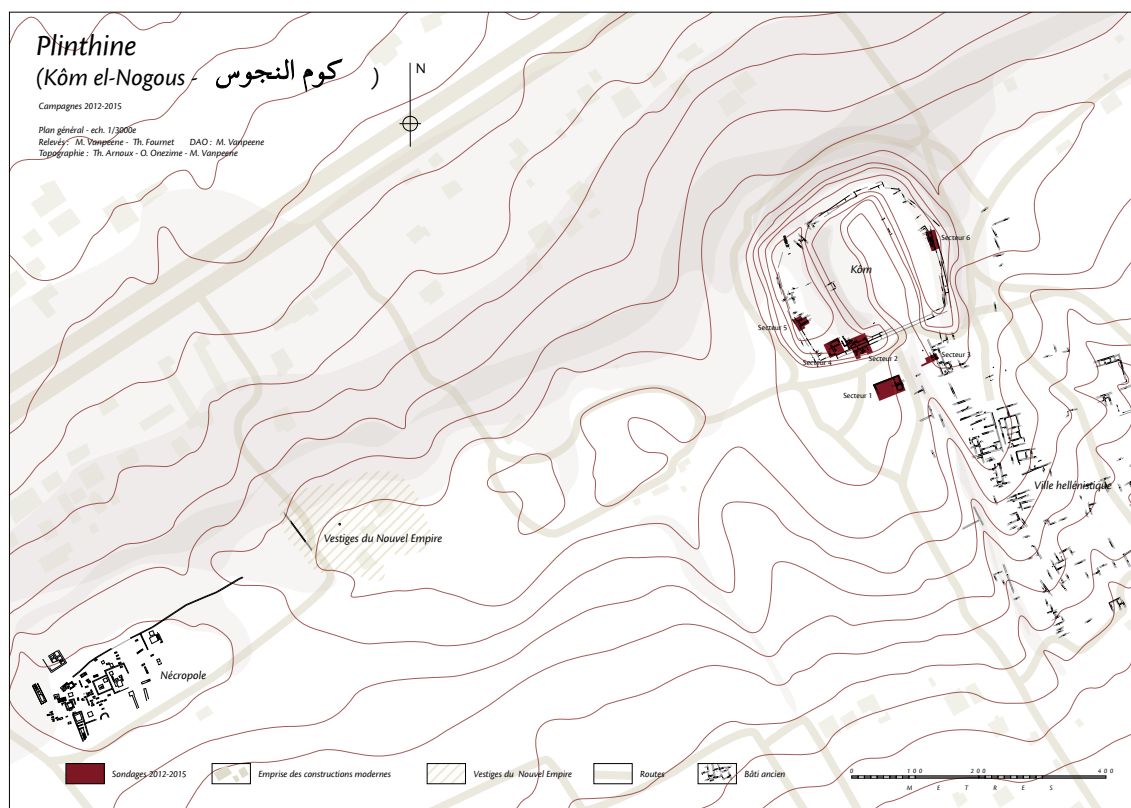 Plinthine
(Kôm el-Nogous - كوم النجوس )
Campagnes 2012-2015
Plan général - ech. 1/3000e
Relevés : M. Vanpeene - Th. Fournet DAO : M. Vanpeene
Topographie : Th. Arnoux - O. Onezime - M. Vanpeene
N
Secteur 6
Kôm
Secteur 5
Secteur 4
Secteur 2
Secteur 3
Secteur 1
Ville hellénistique
Vestiges du Nouvel Empire
Nécropole
Sondages 2012-2015
Emprise des constructions modernes
Vestiges du Nouvel Empire
Routes
Bâti ancien
0 100 200 300 400
M E T R E S